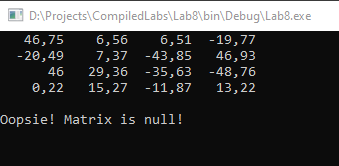 D:\Projects\CompiledLabs\Lab8\bin\Debug\Lab8.exe
46,75 6,56 6,51 -19,77
-20,49 7,37 -43,85 46,93
46 29,36 -35,63 -48,76
0,22 15,27 -11,87 13,22
Oopsie! Matrix is null!